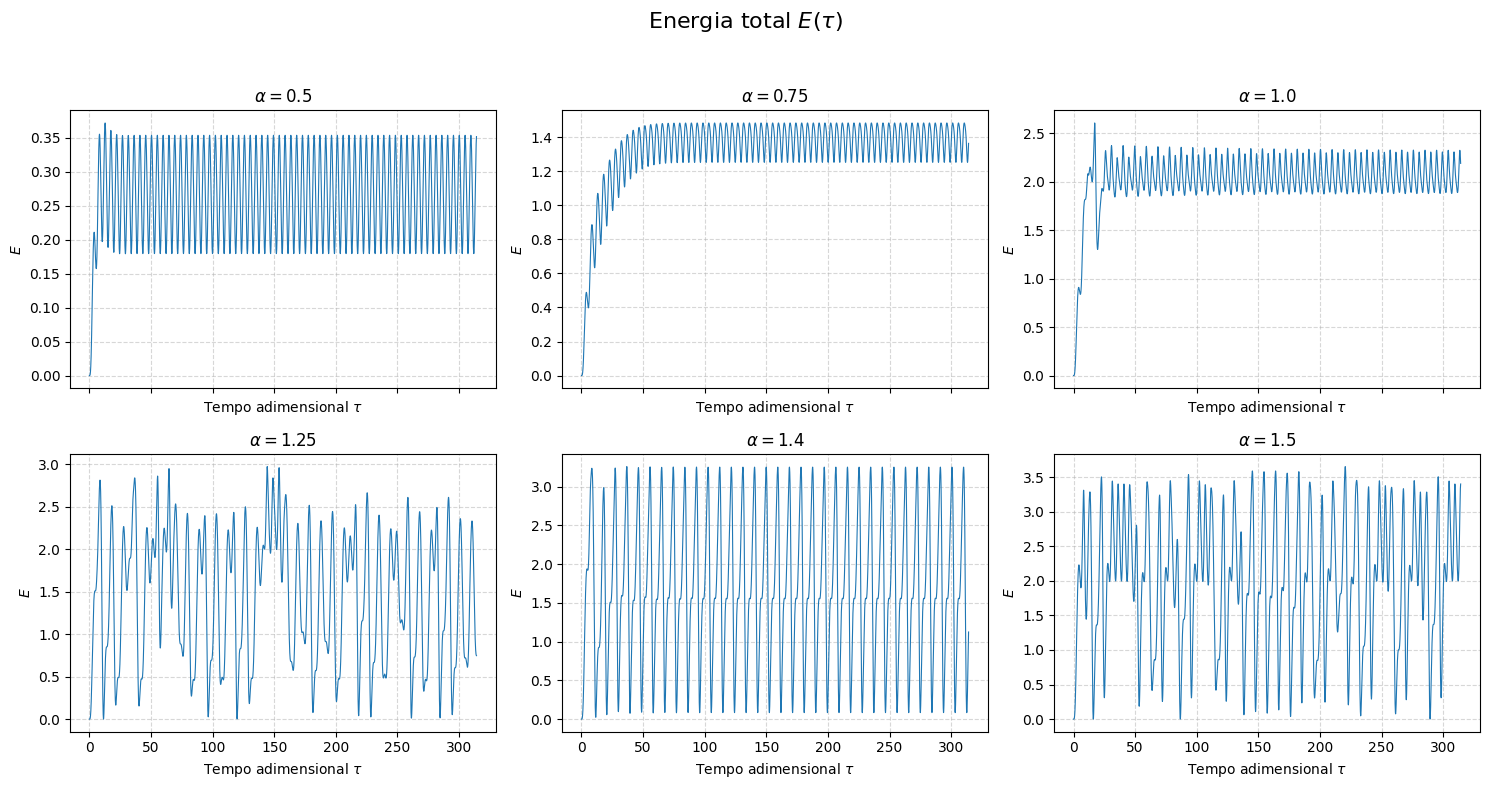 Energia total E(τ)
α = 0.5
α = 0.75
α = 1.0
E
0.35
0.30
0.25
0.20
0.15
0.10
0.05
0.00
Tempo adimensional τ
E
1.4
1.2
1.0
0.8
0.6
0.4
0.2
0.0
Tempo adimensional τ
E
2.5
2.0
1.5
1.0
0.5
0.0
Tempo adimensional τ
α = 1.25
α = 1.4
α = 1.5
E
3.0
2.5
2.0
1.5
1.0
0.5
0.0
0 50 100 150 200 250 300
Tempo adimensional τ
E
3.0
2.5
2.0
1.5
1.0
0.5
0.0
0 50 100 150 200 250 300
Tempo adimensional τ
E
3.5
3.0
2.5
2.0
1.5
1.0
0.5
0.0
0 50 100 150 200 250 300
Tempo adimensional τ